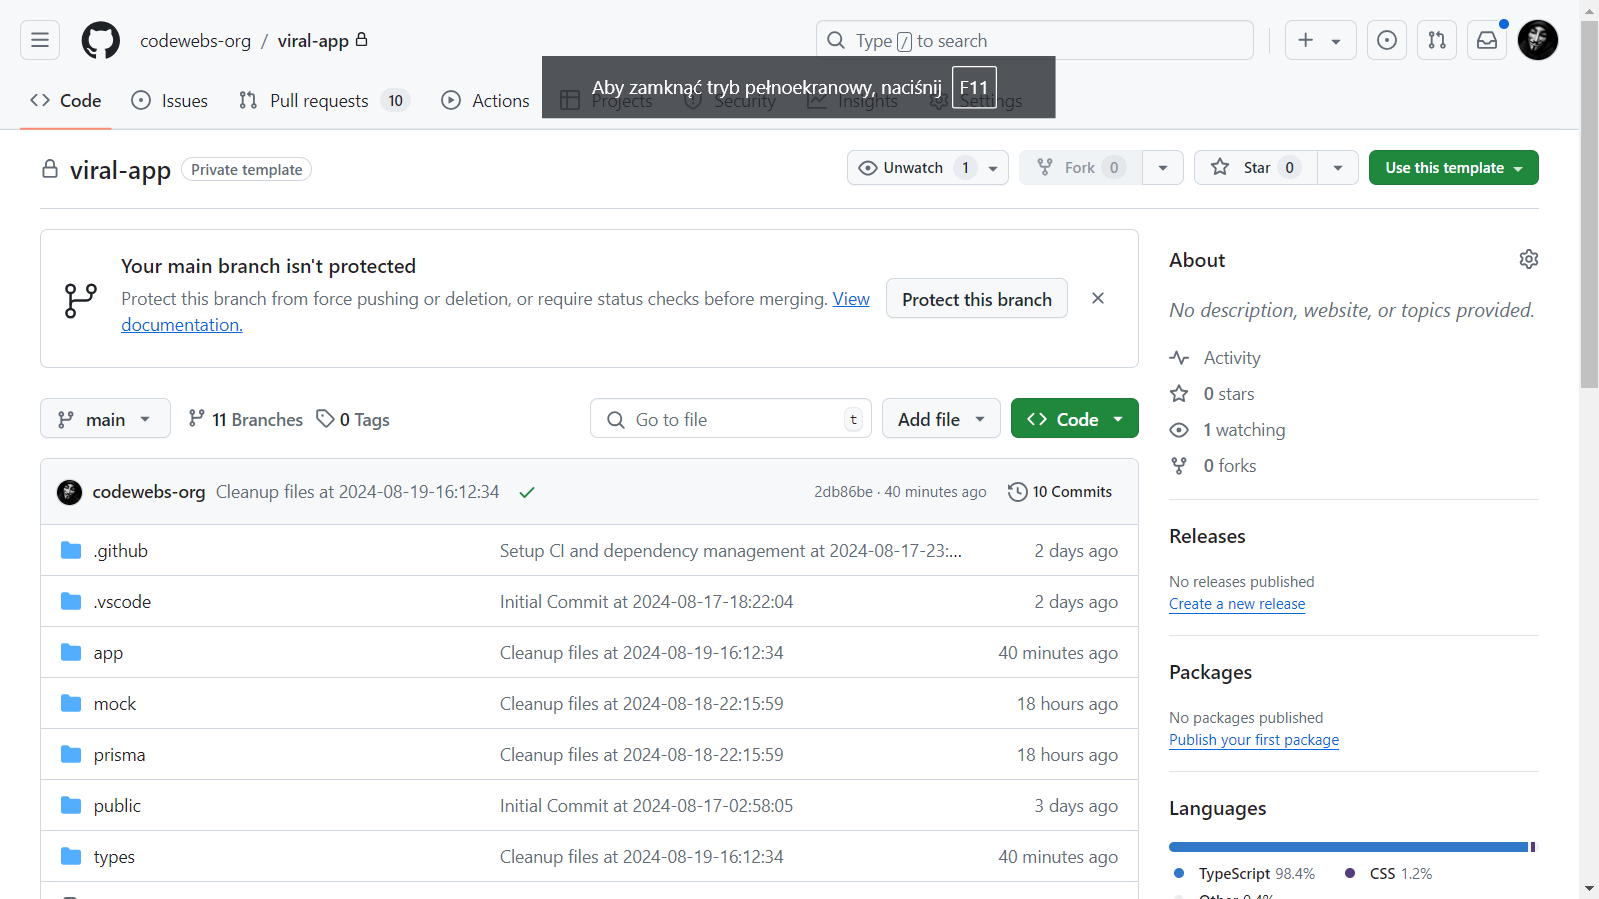 codewebs-org / viral-app
Type / to search
Code
Issues
Pull requests 10
Actions
Projects
Security
Insights
Settings
Aby zamknąć tryb pełnoekranowy, naciśnij F11
viral-app Private template
Unwatch 1
Fork 0
Star 0
Use this template
Your main branch isn't protected
Protect this branch from force pushing or deletion, or require status checks before merging. View
documentation.
Protect this branch
main
11 Branches
0 Tags
Go to file t
Add file
Code
codewebs-org Cleanup files at 2024-08-19-16:12:34
2db86be · 40 minutes ago
10 Commits
.github Setup CI and dependency management at 2024-08-17-23:... 2 days ago
.vscode Initial Commit at 2024-08-17-18:22:04 2 days ago
app Cleanup files at 2024-08-19-16:12:34 40 minutes ago
mock Cleanup files at 2024-08-18-22:15:59 18 hours ago
prisma Cleanup files at 2024-08-18-22:15:59 18 hours ago
public Initial Commit at 2024-08-17-02:58:05 3 days ago
types Cleanup files at 2024-08-19-16:12:34 40 minutes ago
About
No description, website, or topics provided.
Activity
0 stars
1 watching
0 forks
Releases
No releases published
Create a new release
Packages
No packages published
Publish your first package
Languages
TypeScript 98.4%
CSS 1.2%
Other 0.4%